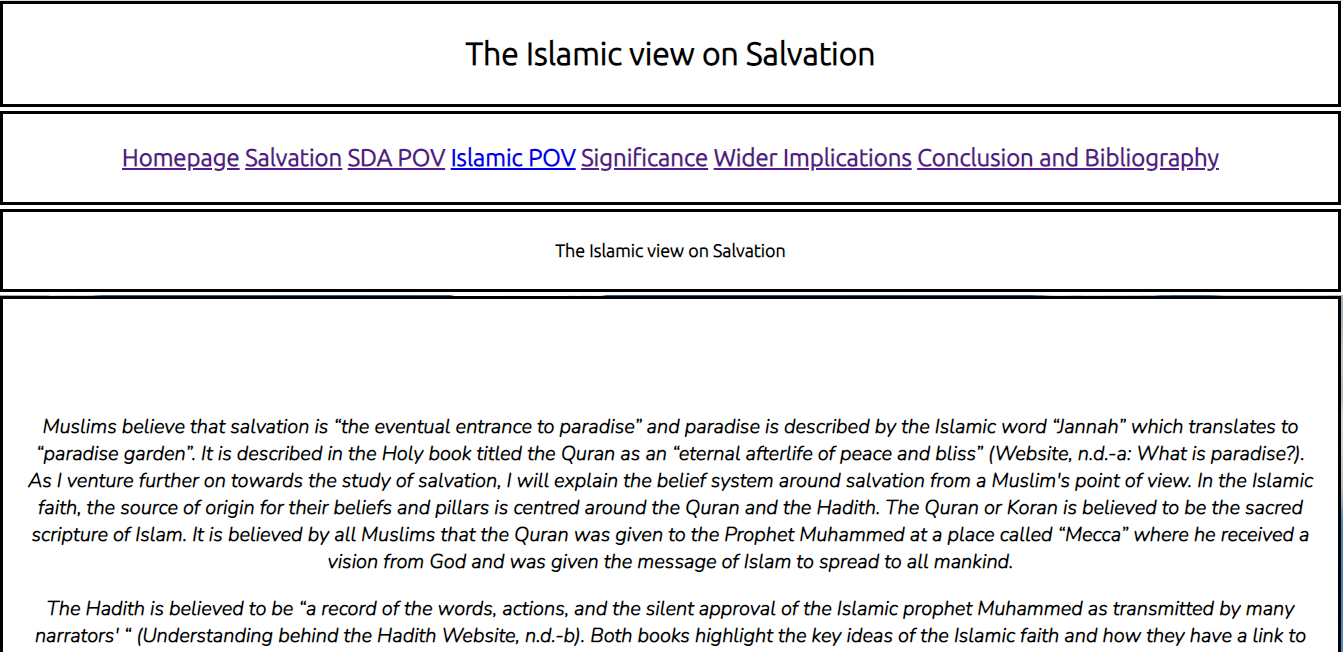 The Islamic view on Salvation
Homepage Salvation SDA POV Islamic POV Significance Wider Implications Conclusion and Bibliography
The Islamic view on Salvation
Muslims believe that salvation is “the eventual entrance to paradise” and paradise is described by the Islamic word “Jannah” which translates to
“paradise garden”. It is described in the Holy book titled the Quran as an “eternal afterlife of peace and bliss” (Website, n.d.-a: What is paradise?).
As I venture further on towards the study of salvation, I will explain the belief system around salvation from a Muslim's point of view. In the Islamic
faith, the source of origin for their beliefs and pillars is centred around the Quran and the Hadith. The Quran or Koran is believed to be the sacred
scripture of Islam. It is believed by all Muslims that the Quran was given to the Prophet Muhammed at a place called “Mecca” where he received a
vision from God and was given the message of Islam to spread to all mankind.
The Hadith is believed to be “a record of the words, actions, and the silent approval of the Islamic prophet Muhammed as transmitted by many
narrators' “ (Understanding behind the Hadith Website, n.d.-b). Both books highlight the key ideas of the Islamic faith and how they have a link to